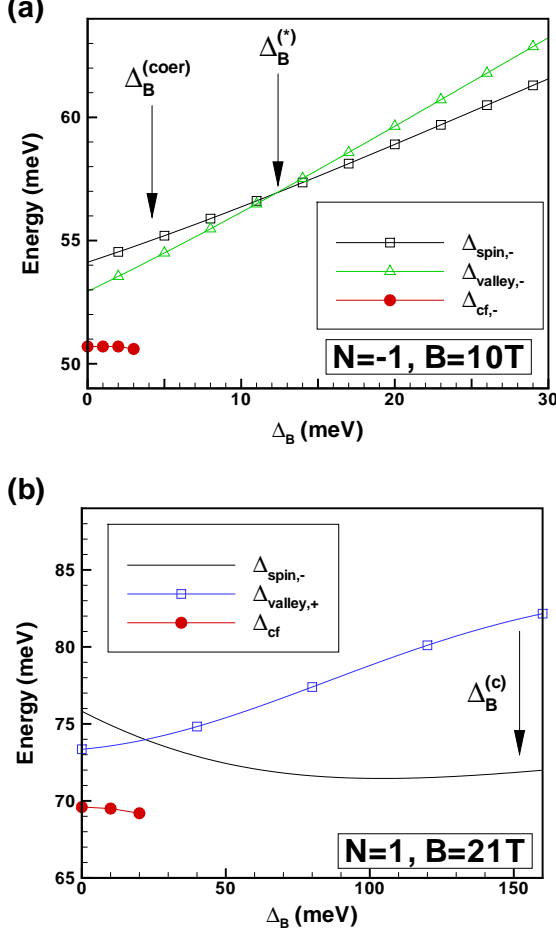 (a)
Δ_B^(coer)
Δ_B^(*)
60
55
50
Energy (meV)
Δ_spin,-
Δ_valley,-
Δ_cf,-
N=-1, B=10T
0 10 20 30
Δ_B (meV)
(b)
Δ_spin,-
Δ_valley,+
Δ_cf
85
80
75
70
65
Energy (meV)
Δ_B^(c)
N=1, B=21T
0 50 100 150
Δ_B (meV)